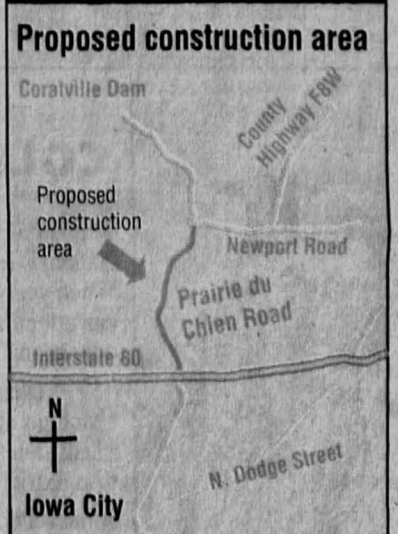 Proposed construction area
Coralville Dam
County
Highway F8W
Proposed
construction
area
Newport Road
Prairie du
Chien Road
Interstate 80
N
N. Dodge Street
Iowa City